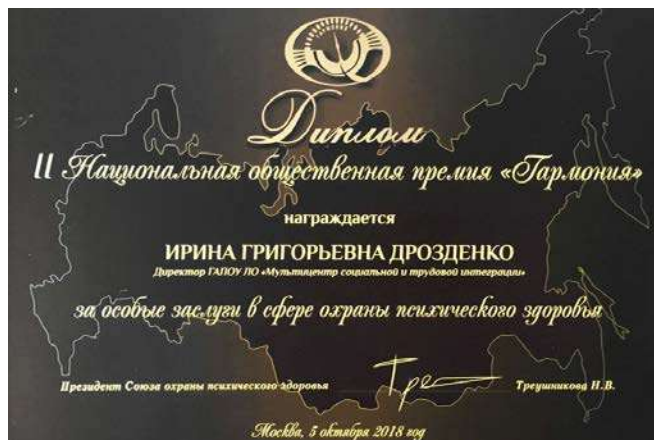 Диплом
II Национальная общественная премия «Гармония»
награждается
ИРИНА ГРИГОРЬЕВНА ДРОЗДЕНКО
Директор ГАПОУ ЛО «Мультицентр социальной и трудовой интеграции»
за особые заслуги в сфере охраны психического здоровья
Президент Союза охраны психического здоровья Треушникова Н.В.
Москва, 5 октября 2018 год